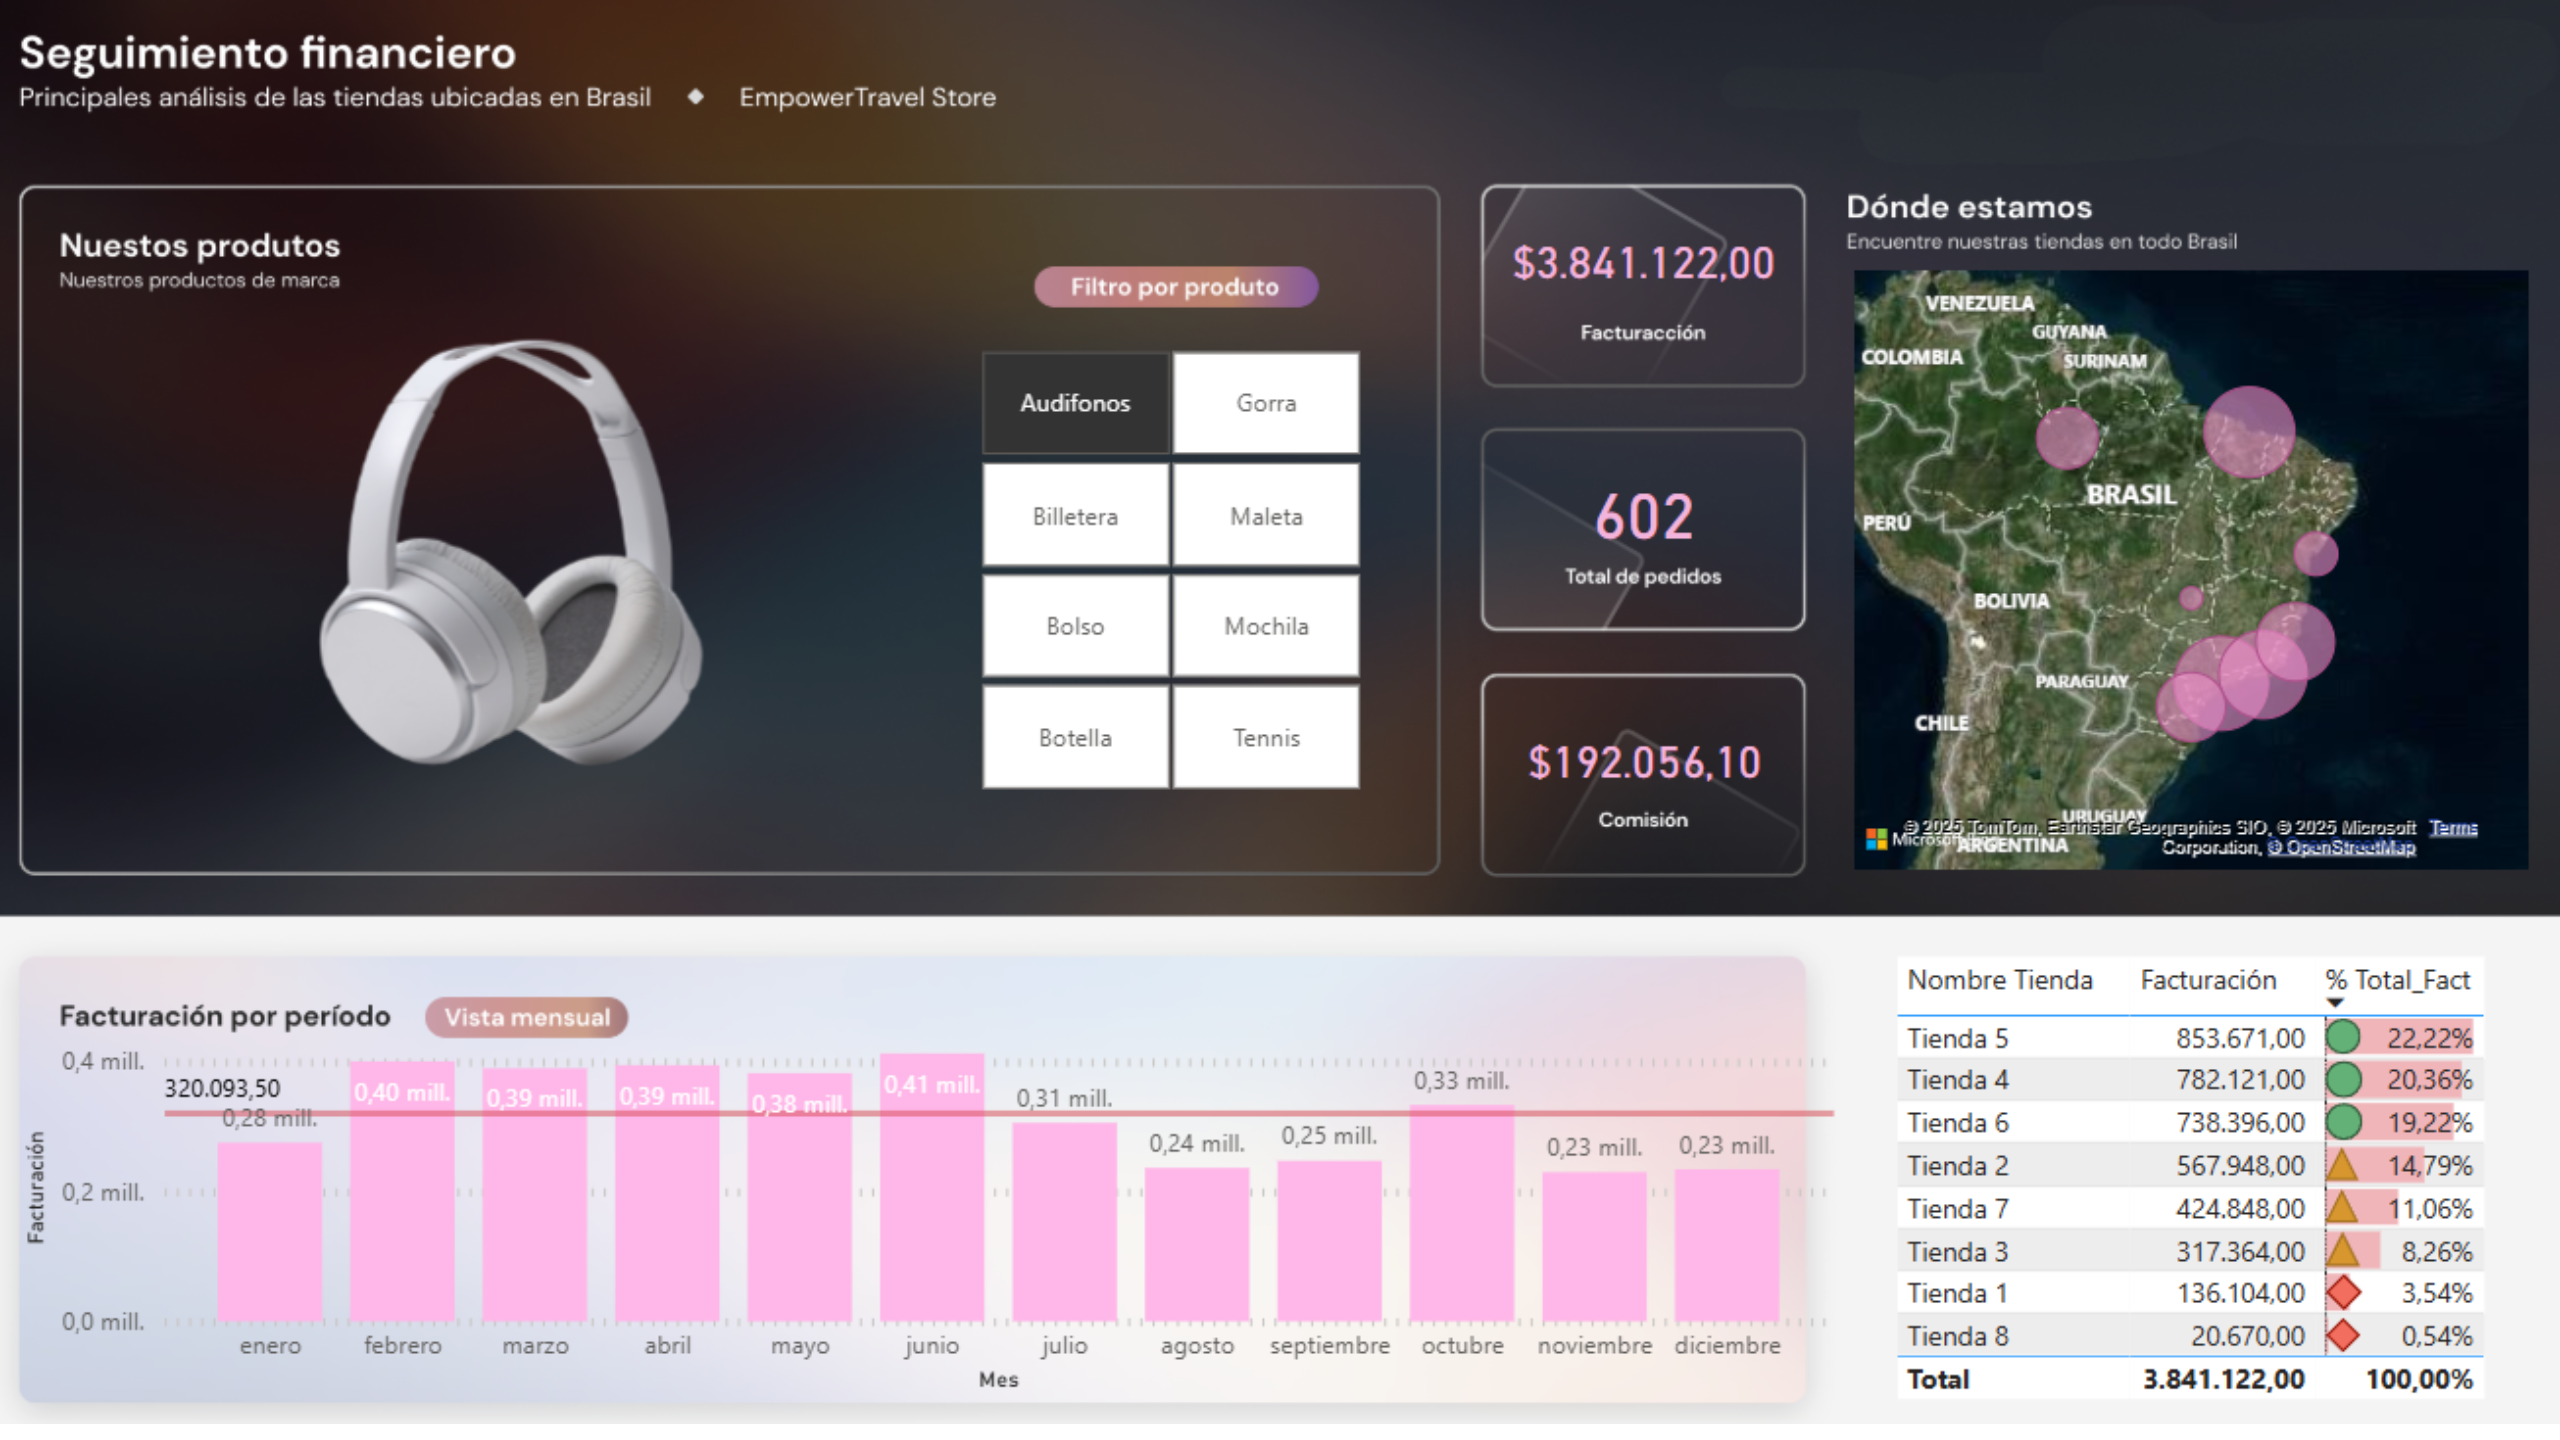 Seguimiento financiero
Principales análisis de las tiendas ubicadas en Brasil ◆ EmpowerTravel Store
Nuestos produtos
Nuestros productos de marca
Filtro por produto
Audifonos
Gorra
Billetera
Maleta
Bolso
Mochila
Botella
Tennis
$3.841.122,00
Facturacción
602
Total de pedidos
$192.056,10
Comisión
Dónde estamos
Encuentre nuestras tiendas en todo Brasil
VENEZUELA
GUYANA
COLOMBIA
SURINAM
BRASIL
PERÚ
BOLIVIA
PARAGUAY
CHILE
URUGUAY
ARGENTINA
Microsoft
© 2025 TomTom, Earthstar Geographics SIO, © 2025 Microsoft Terms
Corporation, © OpenStreetMap
Facturación por período
Vista mensual
Facturación
0,4 mill.
0,2 mill.
0,0 mill.
320.093,50
0,28 mill.
0,40 mill.
0,39 mill.
0,39 mill.
0,38 mill.
0,41 mill.
0,31 mill.
0,24 mill.
0,25 mill.
0,33 mill.
0,23 mill.
0,23 mill.
enero febrero marzo abril mayo junio julio agosto septiembre octubre noviembre diciembre
Mes
Nombre Tienda Facturación % Total_Fact
Tienda 5 853.671,00 22,22%
Tienda 4 782.121,00 20,36%
Tienda 6 738.396,00 19,22%
Tienda 2 567.948,00 14,79%
Tienda 7 424.848,00 11,06%
Tienda 3 317.364,00 8,26%
Tienda 1 136.104,00 3,54%
Tienda 8 20.670,00 0,54%
Total 3.841.122,00 100,00%